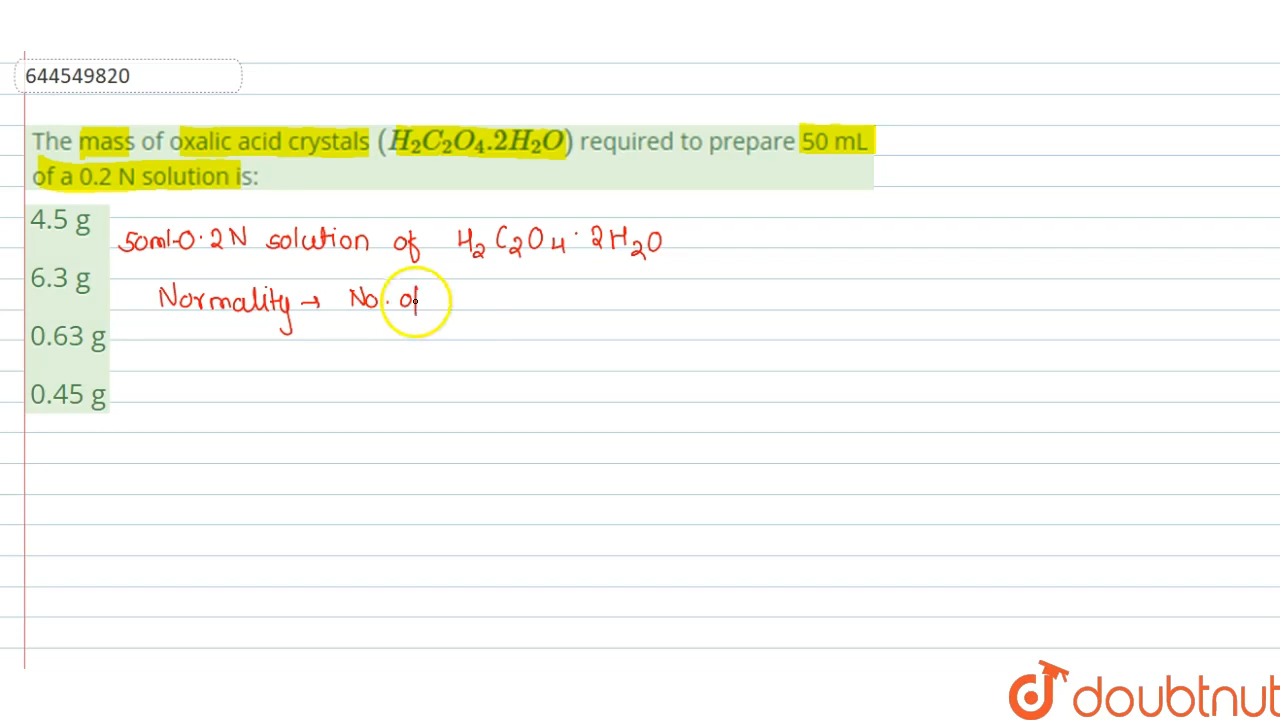 644549820
The mass of oxalic acid crystals (H₂C₂O₄.2H₂O) required to prepare 50 mL
of a 0.2 N solution is:
4.5 g
50ml-0.2N solution of H₂C₂O₄·2H₂O
6.3 g
Normality → No. of
0.63 g
0.45 g
doubtnut